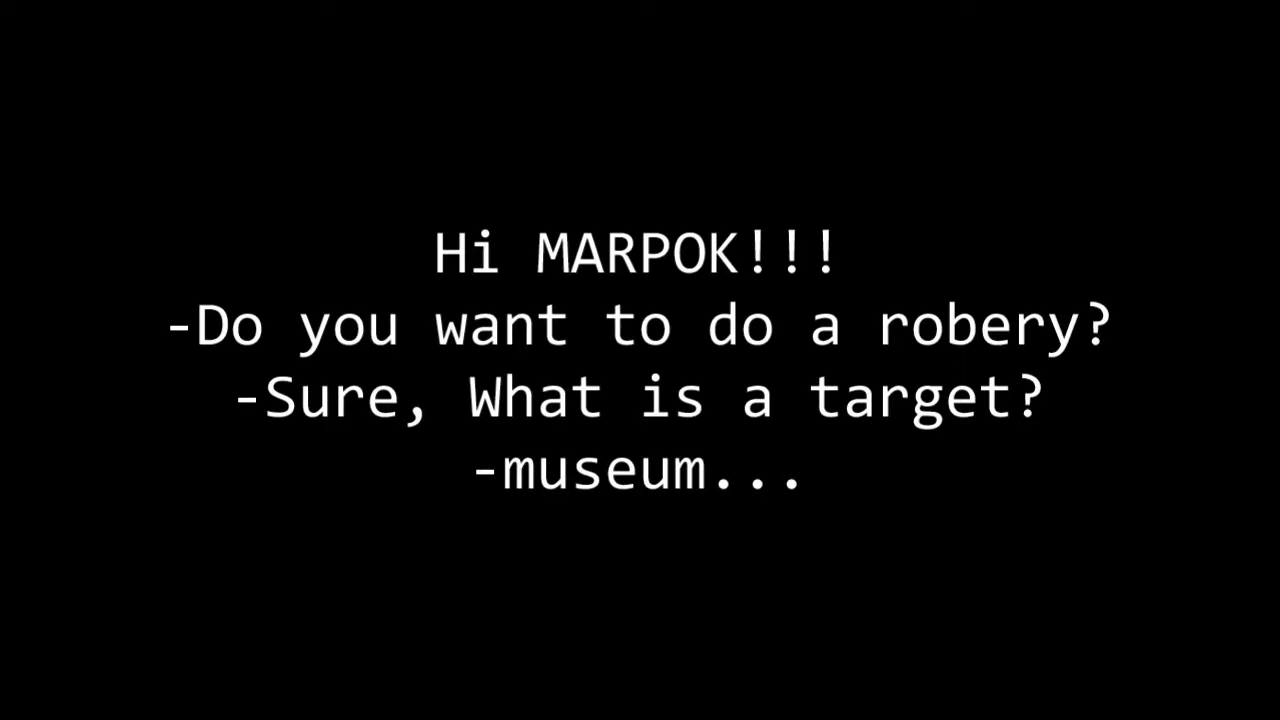 Hi MARPOK!!!
-Do you want to do a robery?
-Sure, What is a target?
-museum...